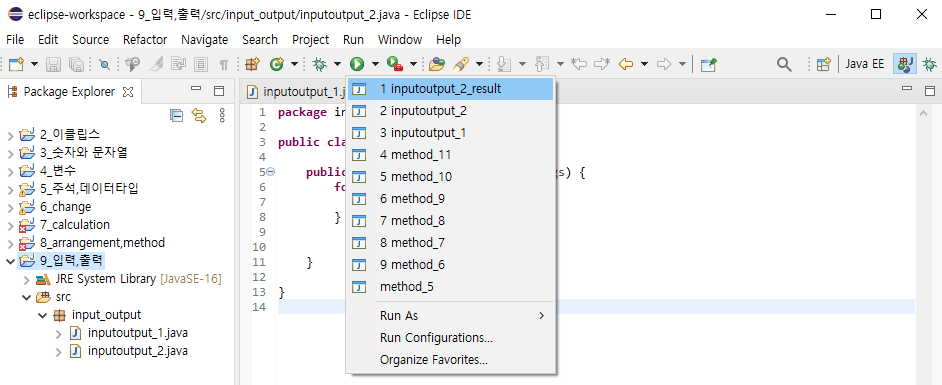 eclipse-workspace - 9_입력,출력/src/input_output/inputoutput_2.java - Eclipse IDE
File Edit Source Refactor Navigate Search Project Run Window Help
Java EE
Package Explorer
2_이클립스
3_숫자와 문자열
4_변수
5_주석,데이터타입
6_change
7_calculation
8_arrangement,method
9_입력,출력
JRE System Library [JavaSE-16]
src
input_output
inputoutput_1.java
inputoutput_2.java
inputoutput_1.j
1 package in
2
3 public cla
4
5 public gs) {
6 fo
7
8 }
9
10
11 }
12
13 }
14
1 inputoutput_2_result
2 inputoutput_2
3 inputoutput_1
4 method_11
5 method_10
6 method_9
7 method_8
8 method_7
9 method_6
method_5
Run As
Run Configurations...
Organize Favorites...